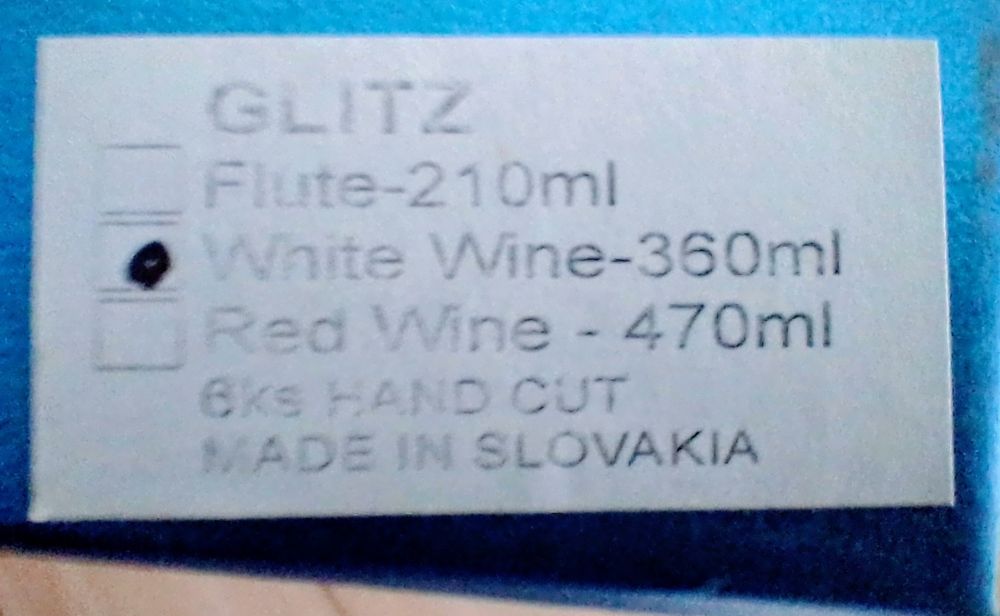 GLITZ
Flute-210ml
White Wine-360ml
Red Wine - 470ml
6ks HAND CUT
MADE IN SLOVAKIA